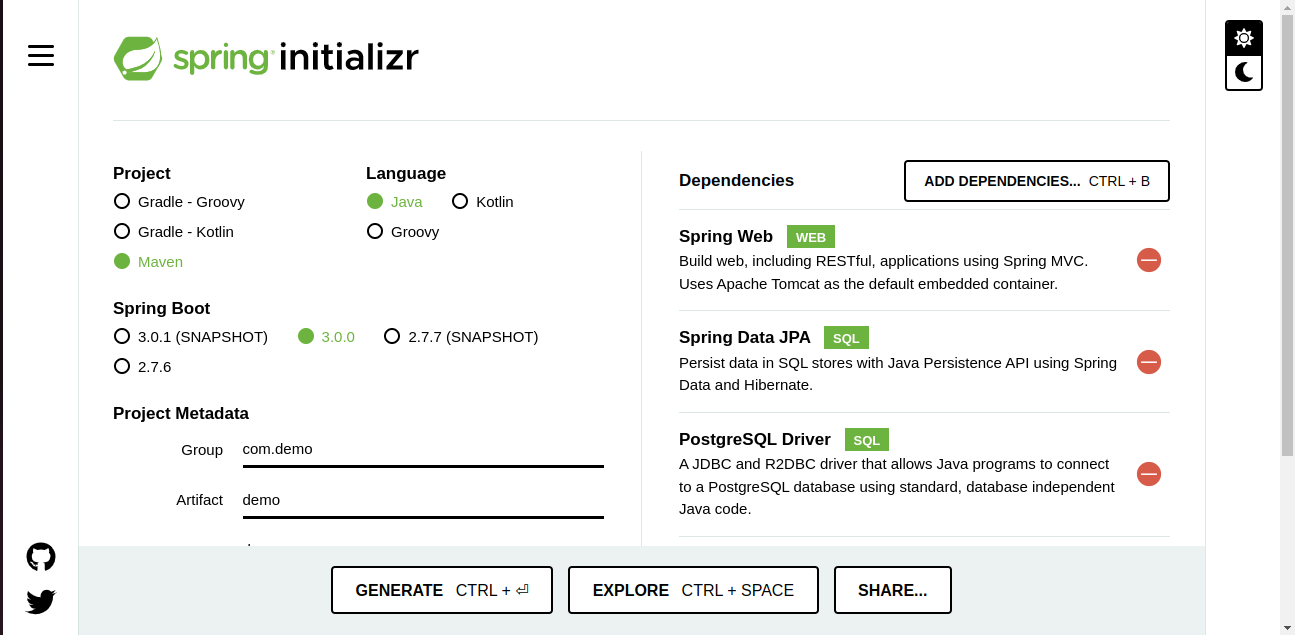 spring initializr
Project
Gradle - Groovy
Gradle - Kotlin
Maven
Language
Java Kotlin
Groovy
Spring Boot
3.0.1 (SNAPSHOT) 3.0.0 2.7.7 (SNAPSHOT)
2.7.6
Project Metadata
Group com.demo
Artifact demo
Dependencies ADD DEPENDENCIES... CTRL + B
Spring Web WEB
Build web, including RESTful, applications using Spring MVC.
Uses Apache Tomcat as the default embedded container.
Spring Data JPA SQL
Persist data in SQL stores with Java Persistence API using Spring
Data and Hibernate.
PostgreSQL Driver SQL
A JDBC and R2DBC driver that allows Java programs to connect
to a PostgreSQL database using standard, database independent
Java code.
GENERATE CTRL + ⏎ EXPLORE CTRL + SPACE SHARE...